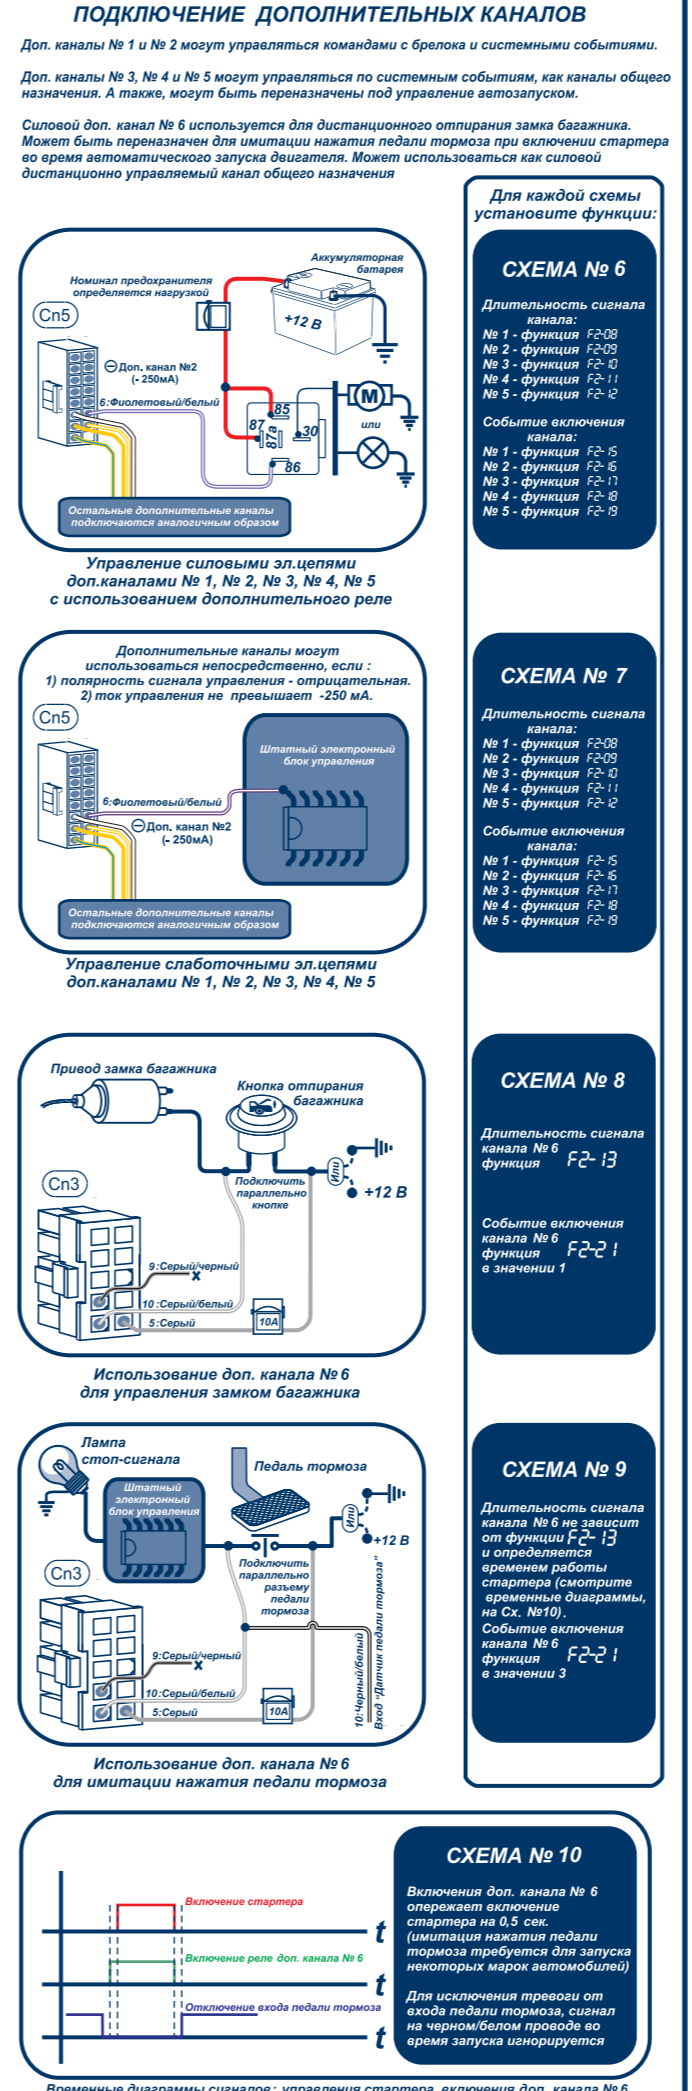 ПОДКЛЮЧЕНИЕ ДОПОЛНИТЕЛЬНЫХ КАНАЛОВ
Доп. каналы № 1 и № 2 могут управляться командами с брелока и системными событиями.
Доп. каналы № 3, № 4 и № 5 могут управляться по системным событиям, как каналы общего
назначения. А также, могут быть переназначены под управление автозапуском.
Силовой доп. канал № 6 используется для дистанционного отпирания замка багажника.
Может быть переназначен для имитации нажатия педали тормоза при включении стартера
во время автоматического запуска двигателя. Может использоваться как силовой
дистанционно управляемый канал общего назначения
Для каждой схемы
установите функции:
Аккумуляторная
батарея
Номинал предохранителя
определяется нагрузкой
Cn5
+12 В
Доп. канал №2
(- 250мА)
6:Фиолетовый/белый
85
87
87а
30
86
М
или
Остальные дополнительные каналы
подключаются аналогичным образом
Управление силовыми эл.цепями
доп.каналами № 1, № 2, № 3, № 4, № 5
с использованием дополнительного реле
СХЕМА № 6
Длительность сигнала
канала:
№ 1 - функция F2-08
№ 2 - функция F2-09
№ 3 - функция F2-10
№ 4 - функция F2-11
№ 5 - функция F2-12
Событие включения
канала:
№ 1 - функция F2-15
№ 2 - функция F2-16
№ 3 - функция F2-17
№ 4 - функция F2-18
№ 5 - функция F2-19
Дополнительные каналы могут
использоваться непосредственно, если :
1) полярность сигнала управления - отрицательная.
2) ток управления не превышает -250 мА.
Cn5
Штатный электронный
блок управления
6:Фиолетовый/белый
Доп. канал №2
(- 250мА)
Остальные дополнительные каналы
подключаются аналогичным образом
Управление слаботочными эл.цепями
доп.каналами № 1, № 2, № 3, № 4, № 5
СХЕМА № 7
Длительность сигнала
канала:
№ 1 - функция F2-08
№ 2 - функция F2-09
№ 3 - функция F2-10
№ 4 - функция F2-11
№ 5 - функция F2-12
Событие включения
канала:
№ 1 - функция F2-15
№ 2 - функция F2-16
№ 3 - функция F2-17
№ 4 - функция F2-18
№ 5 - функция F2-19
Привод замка багажника
Кнопка отпирания
багажника
Cn3
Подключить
параллельно
кнопке
Или
+12 В
9:Серый/черный
х
10:Серый/белый
5:Серый
10А
Использование доп. канала № 6
для управления замком багажника
СХЕМА № 8
Длительность сигнала
канала № 6
функция F2-13
Событие включения
канала № 6
функция F2-21
в значении 1
Лампа
стоп-сигнала
Педаль тормоза
Штатный
электронный
блок управления
Или
+12 В
Cn3
Подключить
параллельно
разъему
педали
тормоза
9:Серый/черный
х
10:Серый/белый
5:Серый
10А
10:Черный/белый
Вход "Датчик педали тормоза"
Использование доп. канала № 6
для имитации нажатия педали тормоза
СХЕМА № 9
Длительность сигнала
канала № 6 не зависит
от функции F2-13
и определяется
временем работы
стартера (смотрите
временные диаграммы,
на Сх. №10).
Событие включения
канала № 6
функция F2-21
в значении 3
Включение стартера
t
Включение реле доп. канала № 6
t
Отключение входа педали тормоза
t
СХЕМА № 10
Включения доп. канала № 6
опережает включение
стартера на 0,5 сек.
(имитация нажатия педали
тормоза требуется для запуска
некоторых марок автомобилей)
Для исключения тревоги от
входа педали тормоза, сигнал
на черном/белом проводе во
время запуска игнорируется
Временные диаграммы сигналов: управления стартера, включения доп. канала № 6